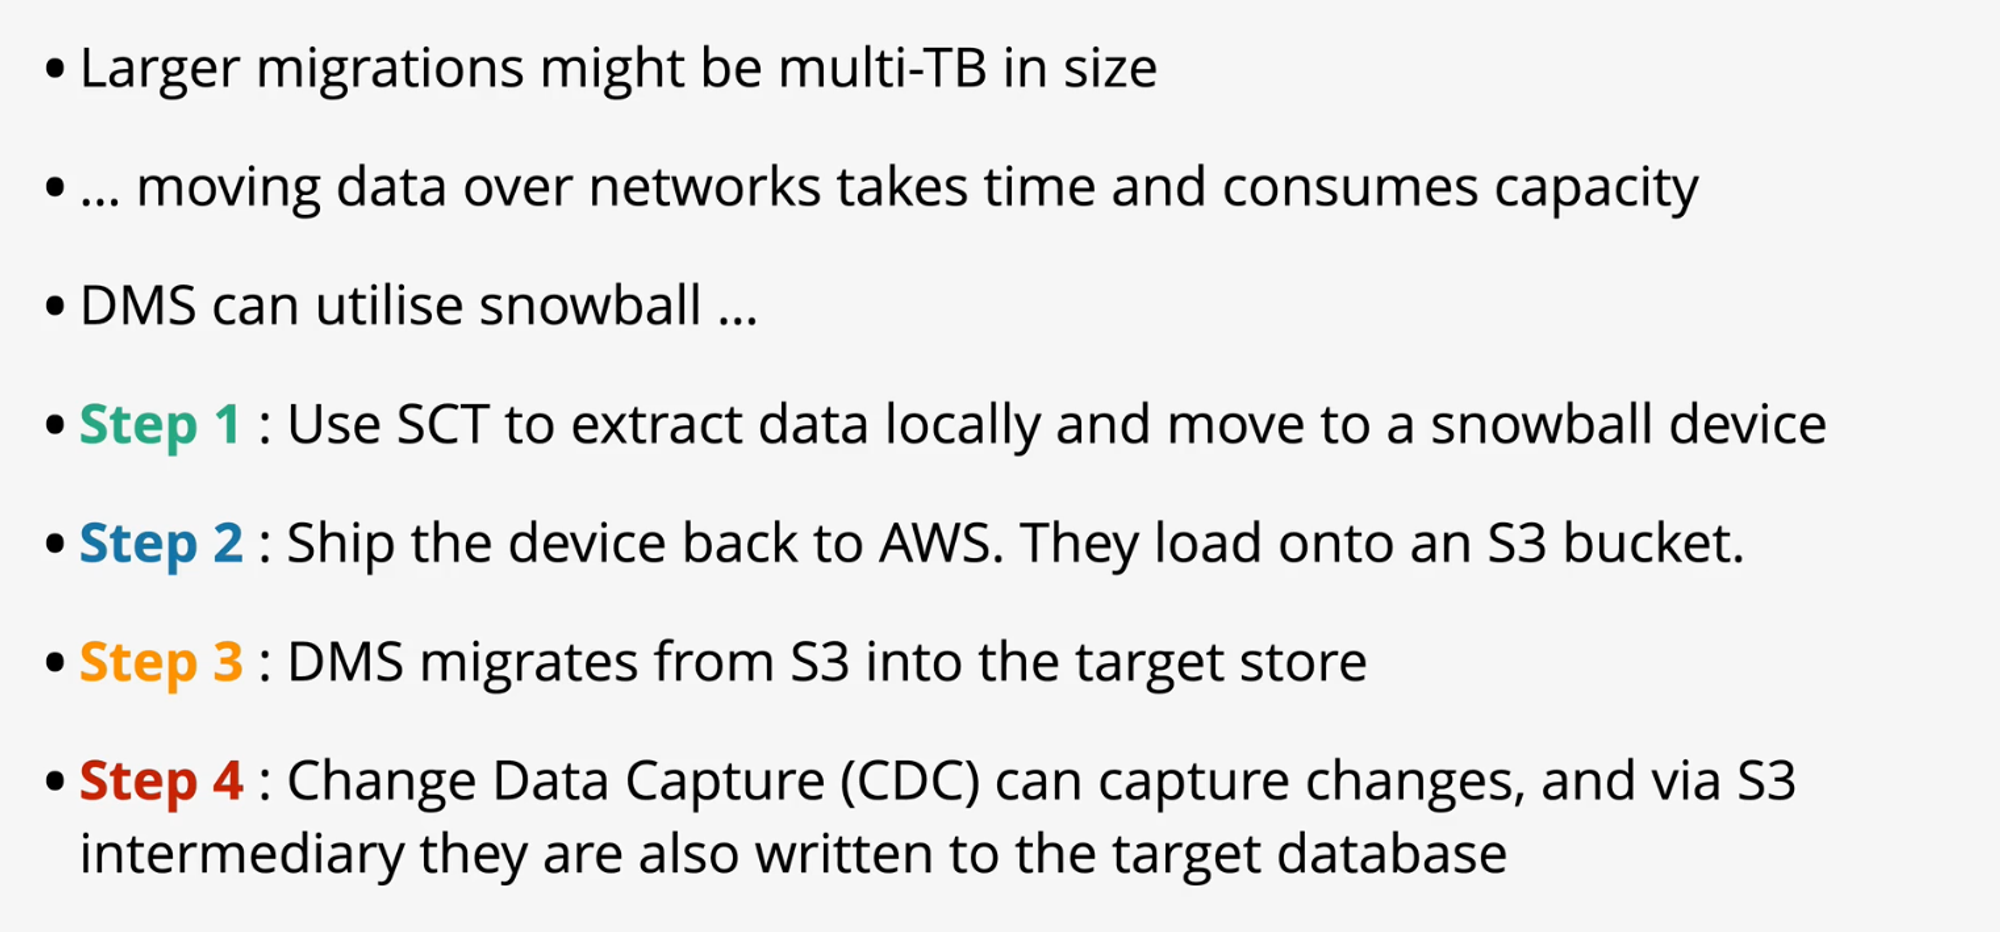 • Larger migrations might be multi-TB in size
• ... moving data over networks takes time and consumes capacity
• DMS can utilise snowball ...
• Step 1 : Use SCT to extract data locally and move to a snowball device
• Step 2 : Ship the device back to AWS. They load onto an S3 bucket.
• Step 3 : DMS migrates from S3 into the target store
• Step 4 : Change Data Capture (CDC) can capture changes, and via S3
intermediary they are also written to the target database